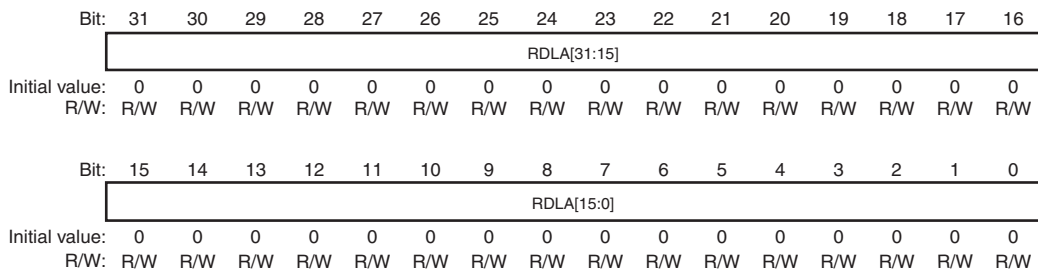 Bit: 31 30 29 28 27 26 25 24 23 22 21 20 19 18 17 16
RDLA[31:15]
Initial value: 0 0 0 0 0 0 0 0 0 0 0 0 0 0 0 0
R/W: R/W R/W R/W R/W R/W R/W R/W R/W R/W R/W R/W R/W R/W R/W R/W R/W
Bit: 15 14 13 12 11 10 9 8 7 6 5 4 3 2 1 0
RDLA[15:0]
Initial value: 0 0 0 0 0 0 0 0 0 0 0 0 0 0 0 0
R/W: R/W R/W R/W R/W R/W R/W R/W R/W R/W R/W R/W R/W R/W R/W R/W R/W